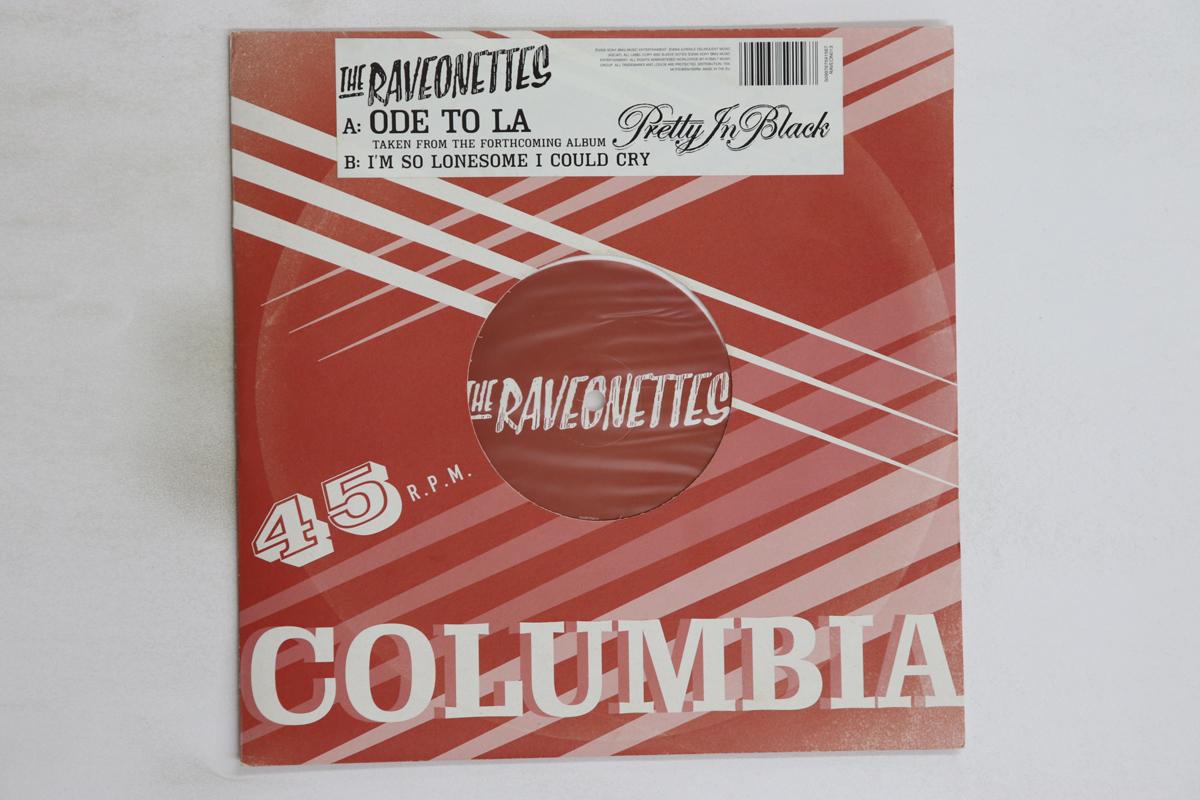 THE RAVEONETTES
A: ODE TO LA
TAKEN FROM THE FORTHCOMING ALBUM
Pretty In Black
B: I'M SO LONESOME I COULD CRY
THE RAVEONETTES
45 R.P.M.
COLUMBIA